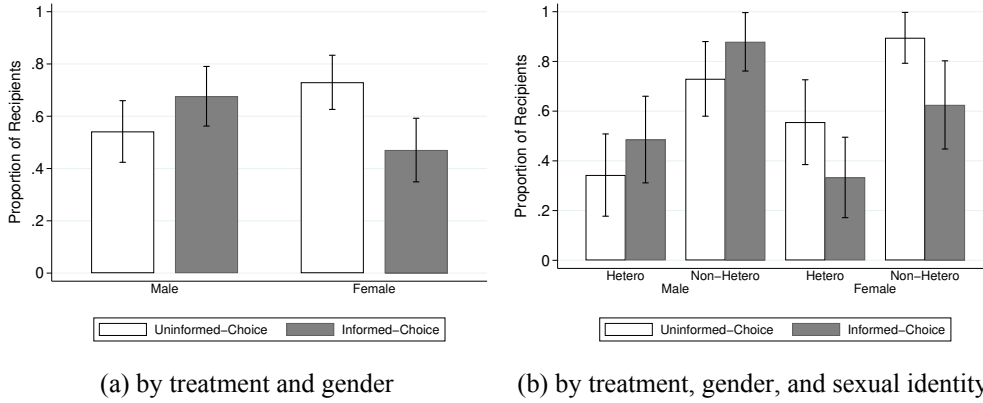 Proportion of Recipients
1
.8
.6
.4
.2
0
Male Female
Uninformed-Choice Informed-Choice
(a) by treatment and gender
Proportion of Recipients
1
.8
.6
.4
.2
0
Hetero Non-Hetero Hetero Non-Hetero
Male Female
Uninformed-Choice Informed-Choice
(b) by treatment, gender, and sexual identity